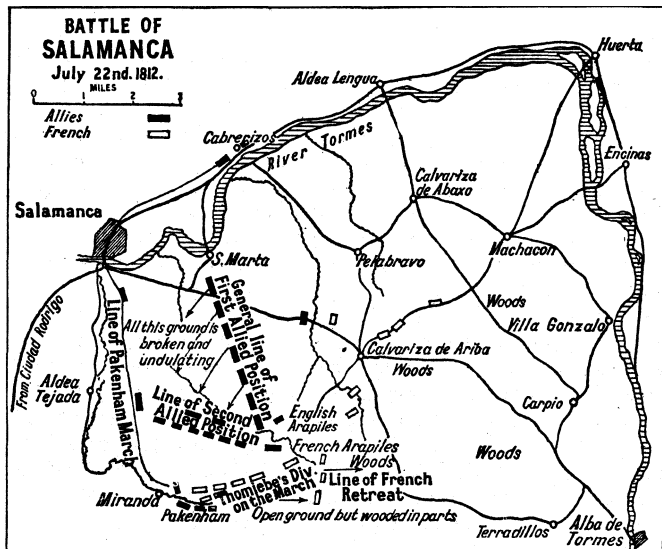 BATTLE OF
SALAMANCA
July 22nd. 1812.
MILES
0 1 2 3
Allies
French
Huerta
Aldea Lengua
Cabrecizos
River Tormes
Encinas
Calvariza
de Abaxo
Salamanca
Machacon
S. Marta
Pelabravo
General line of
First Allied Position
Woods
Villa Gonzalo
All this ground is
broken and
undulating
From Ciudad Rodrigo
Line of Pakenham March
Calvariza de Ariba
Woods
Aldea
Tejada
Line of Second
Allied Position
English
Arapiles
Carpio
French Arapiles
Woods
Woods
Thomiebe's Div.
on the March
Line of French
Retreat
Miranda
Pakenham
Open ground but wooded in parts
Terradillos
Alba de
Tormes